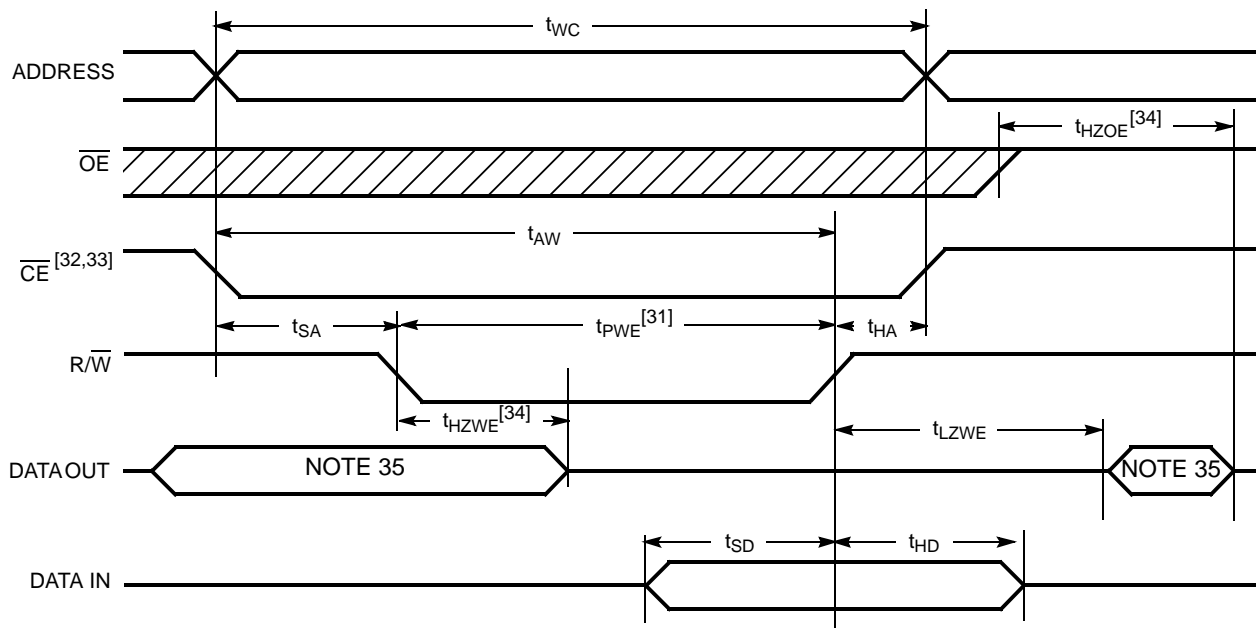 tWC
ADDRESS
tHZOE[34]
OE
tAW
CE [32,33]
tSA
tPWE[31]
tHA
R/W
tHZWE[34]
tLZWE
DATA OUT
NOTE 35
NOTE 35
tSD
tHD
DATA IN